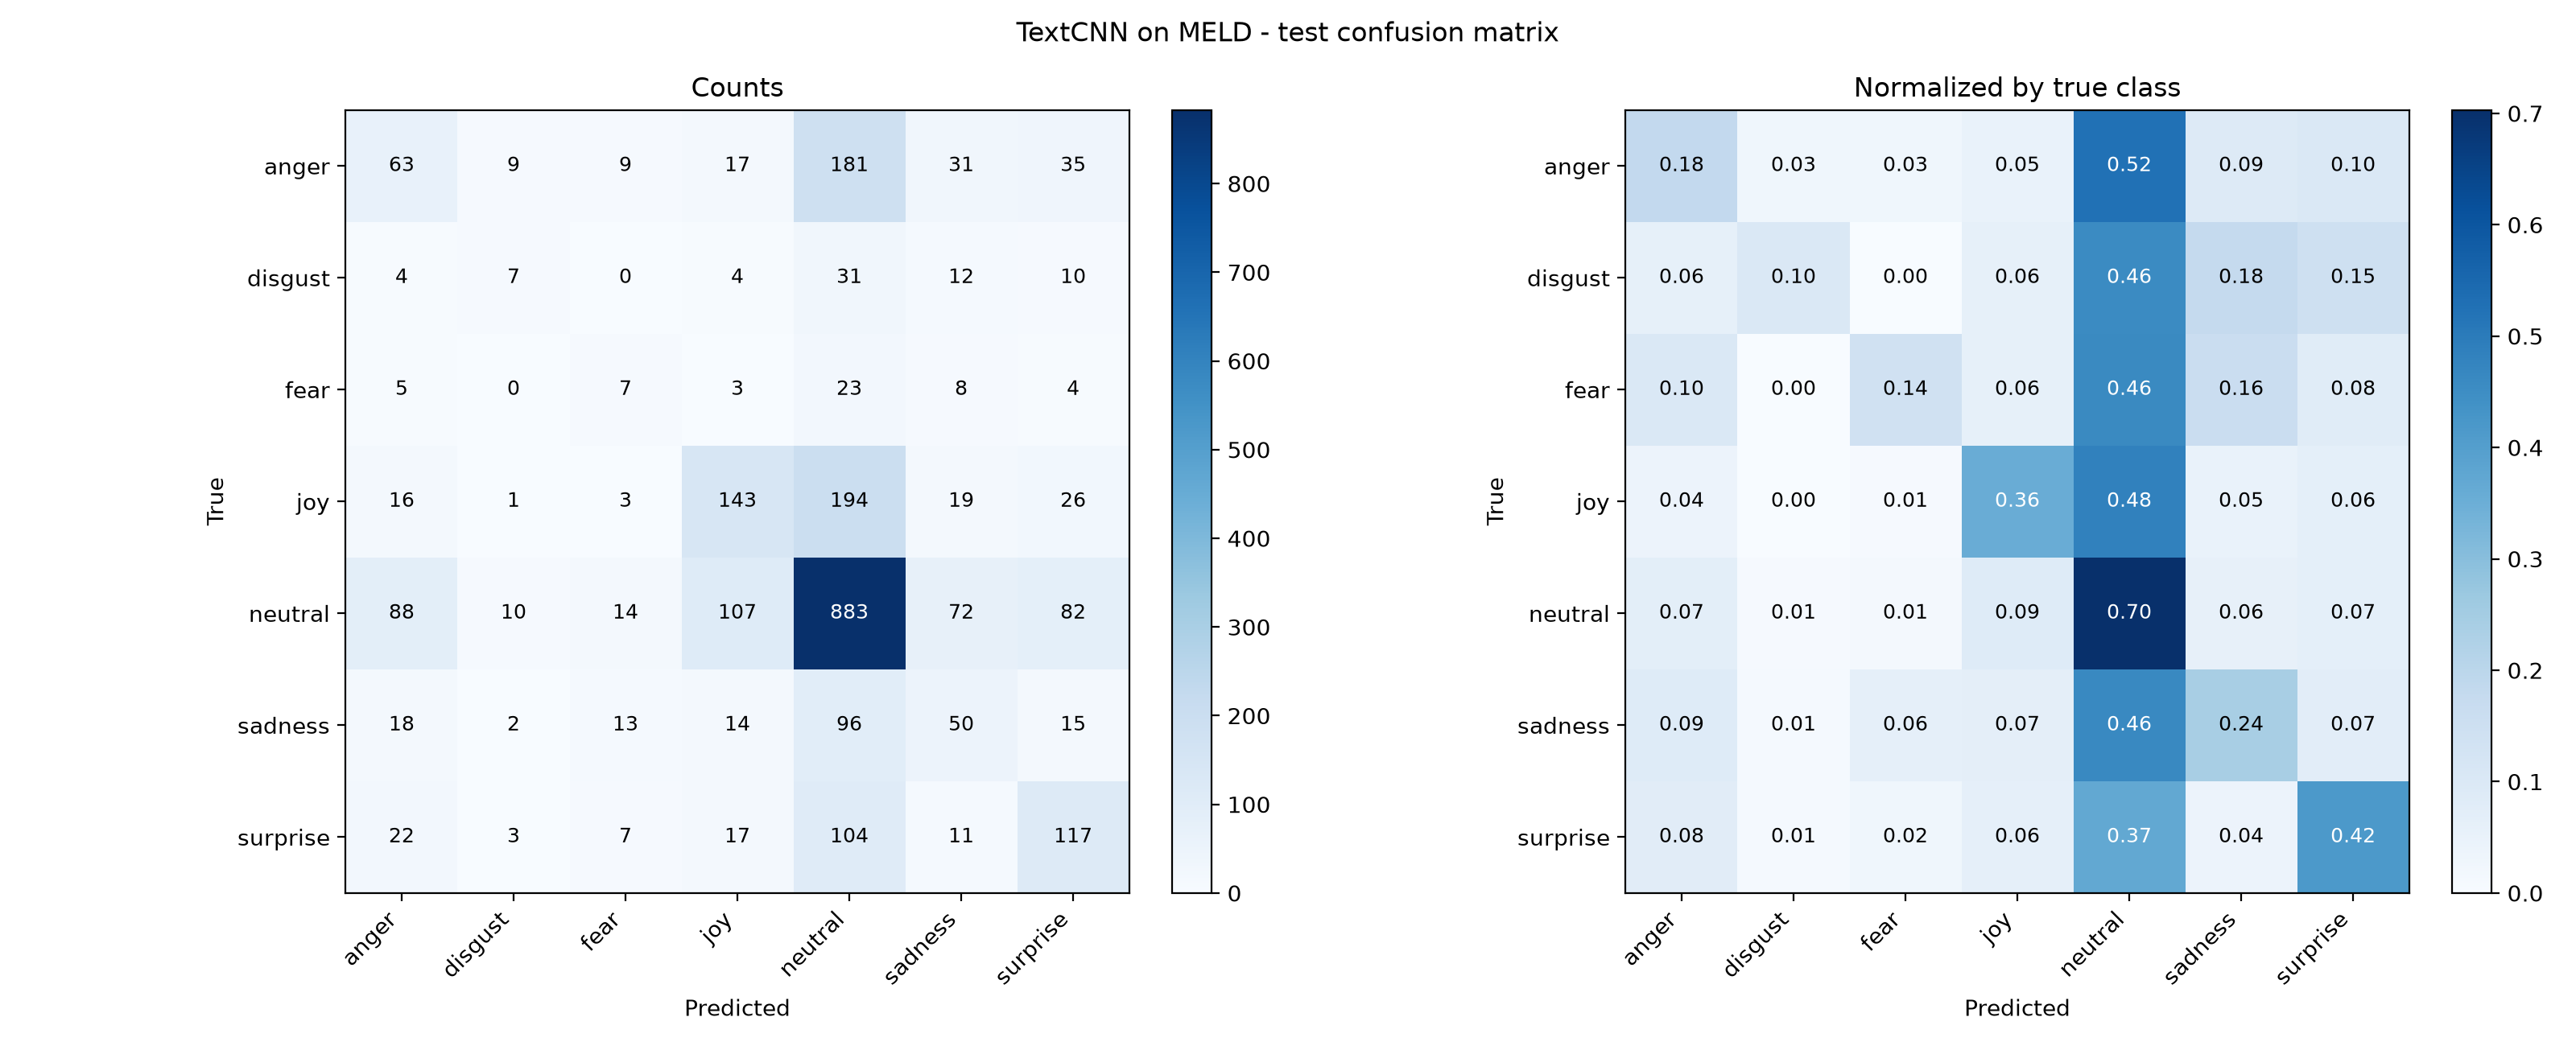 TextCNN on MELD - test confusion matrix
Counts
anger 63 9 9 17 181 31 35
disgust 4 7 0 4 31 12 10
fear 5 0 7 3 23 8 4
joy 16 1 3 143 194 19 26
neutral 88 10 14 107 883 72 82
sadness 18 2 13 14 96 50 15
surprise 22 3 7 17 104 11 117
True
anger disgust fear joy neutral sadness surprise
Predicted
800
700
600
500
400
300
200
100
0
Normalized by true class
anger 0.18 0.03 0.03 0.05 0.52 0.09 0.10
disgust 0.06 0.10 0.00 0.06 0.46 0.18 0.15
fear 0.10 0.00 0.14 0.06 0.46 0.16 0.08
joy 0.04 0.00 0.01 0.36 0.48 0.05 0.06
neutral 0.07 0.01 0.01 0.09 0.70 0.06 0.07
sadness 0.09 0.01 0.06 0.07 0.46 0.24 0.07
surprise 0.08 0.01 0.02 0.06 0.37 0.04 0.42
True
anger disgust fear joy neutral sadness surprise
Predicted
0.7
0.6
0.5
0.4
0.3
0.2
0.1
0.0